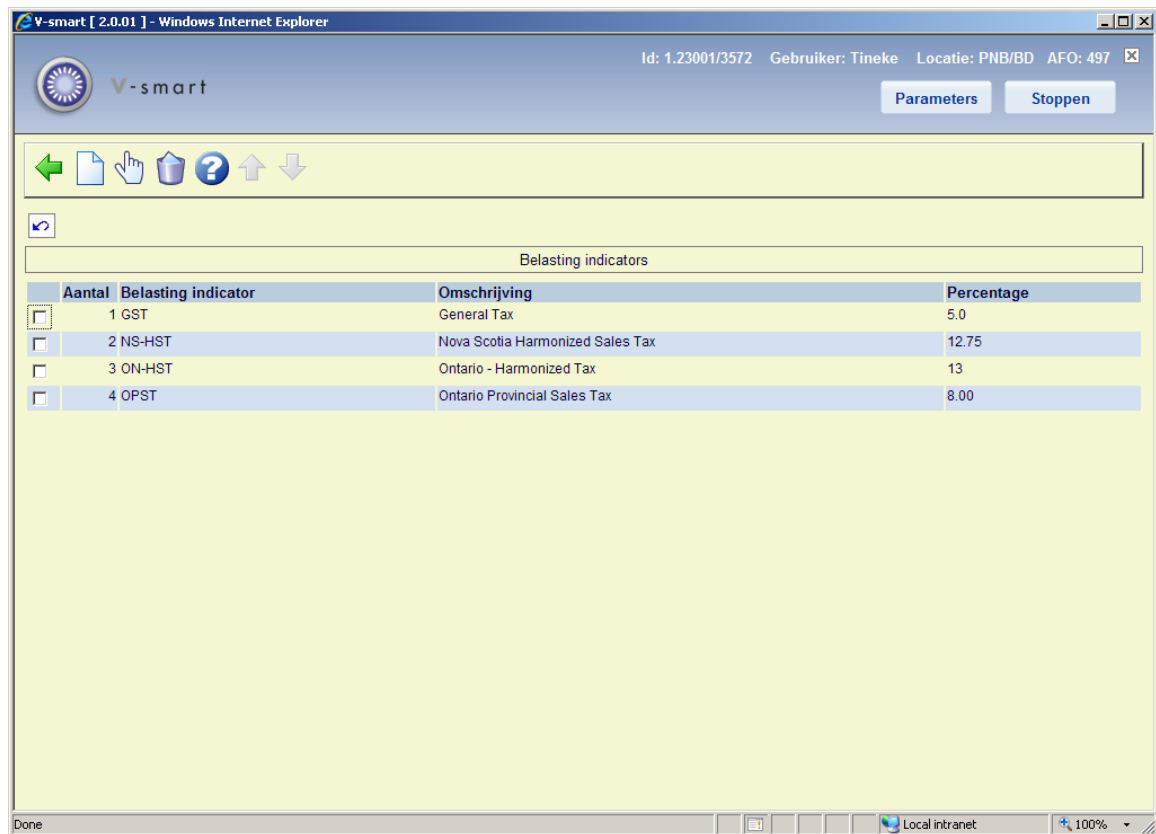 V-smart [ 2.0.01 ] - Windows Internet Explorer
Id: 1.23001/3572 Gebruiker: Tineke Locatie: PNB/BD AFO: 497
V-smart
Parameters Stoppen
Belasting indicators
Aantal Belasting indicator Omschrijving Percentage
1 GST General Tax 5.0
2 NS-HST Nova Scotia Harmonized Sales Tax 12.75
3 ON-HST Ontario - Harmonized Tax 13
4 OPST Ontario Provincial Sales Tax 8.00
Done Local intranet 100%